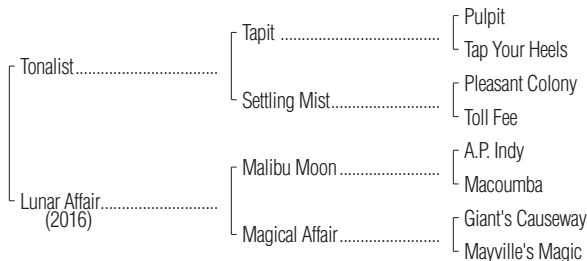 Pulpit
Tapit
Tap Your Heels
Tonalist
Pleasant Colony
Settling Mist
Toll Fee
A.P. Indy
Malibu Moon
Macoumba
Lunar Affair
(2016)
Giant's Causeway
Magical Affair
Mayville's Magic